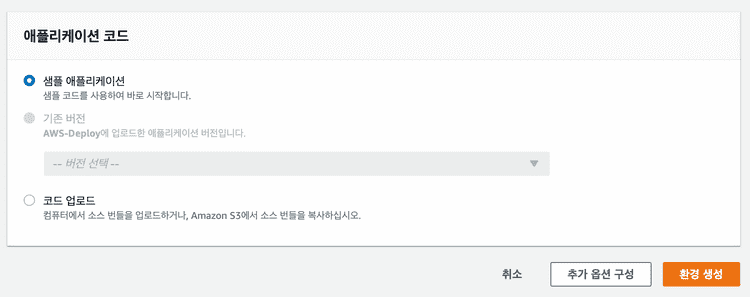 애플리케이션 코드
샘플 애플리케이션
샘플 코드를 사용하여 바로 시작합니다.
기존 버전
AWS-Deploy에 업로드한 애플리케이션 버전입니다.
-- 버전 선택 --
코드 업로드
컴퓨터에서 소스 번들을 업로드하거나, Amazon S3에서 소스 번들을 복사하십시오.
취소 추가 옵션 구성 환경 생성